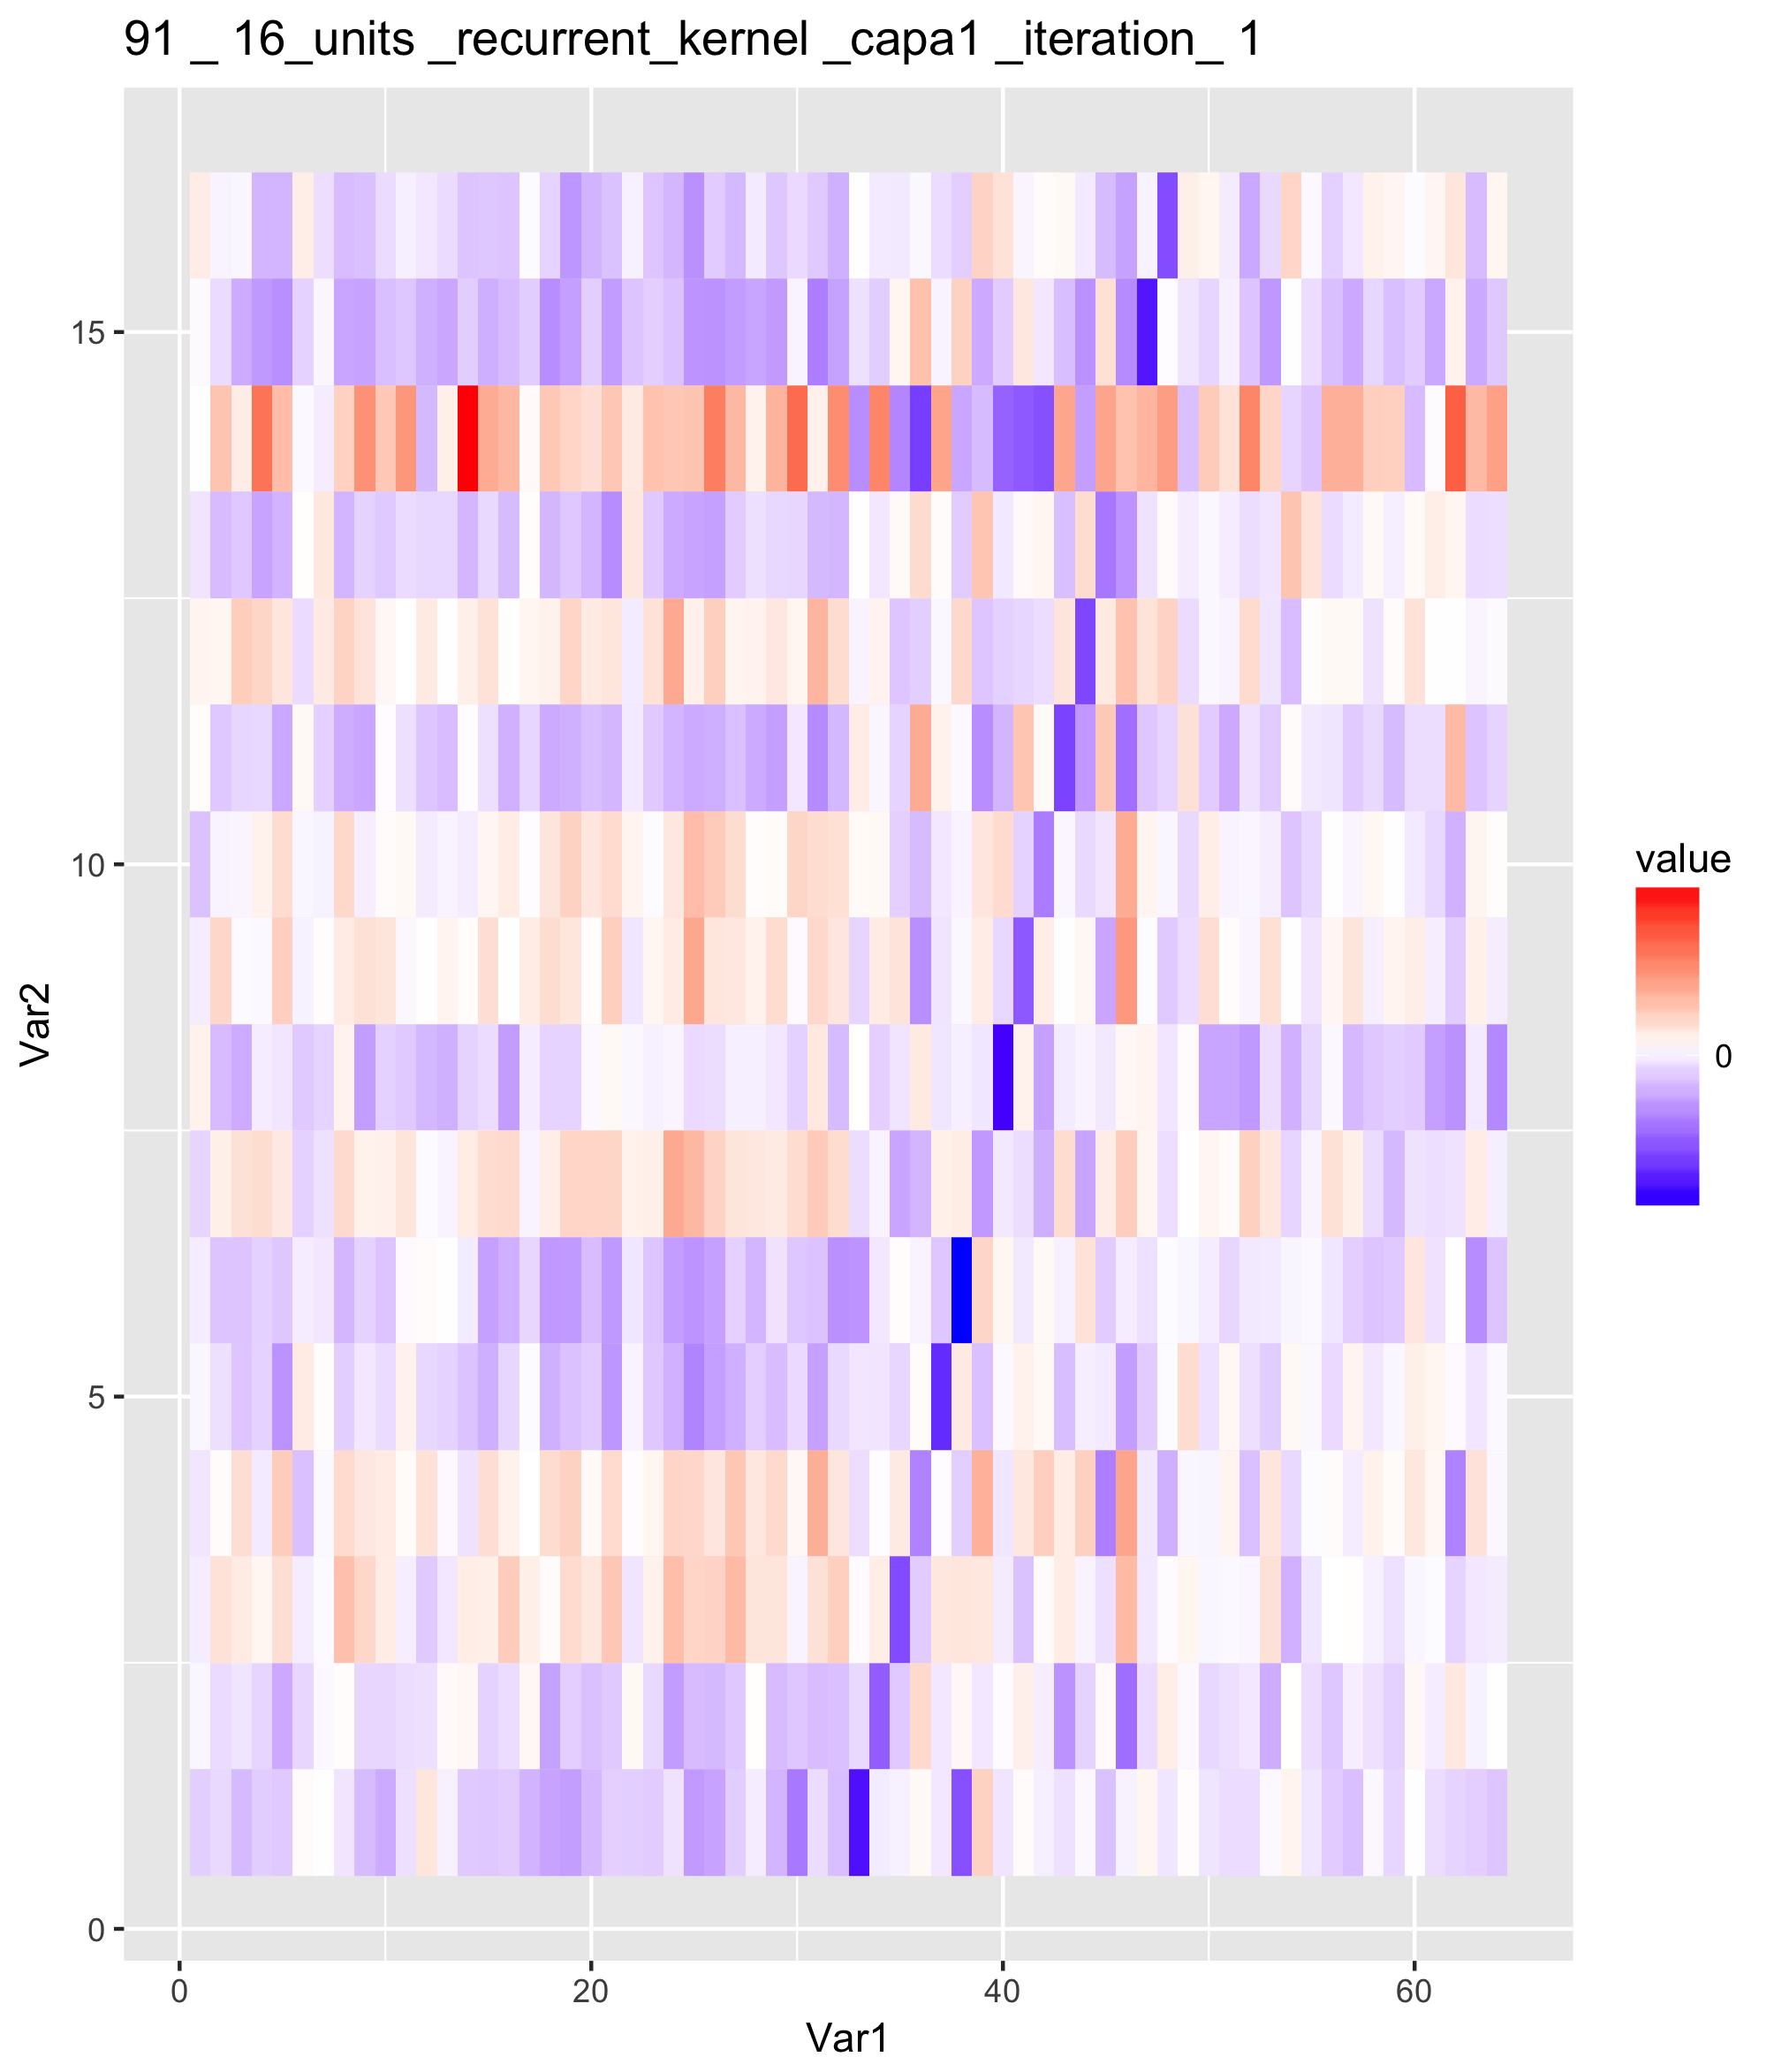 91 _ 16_units _recurrent_kernel _capa1 _iteration_ 1
15
10
5
0
0
20
40
60
Var1
Var2
value
0